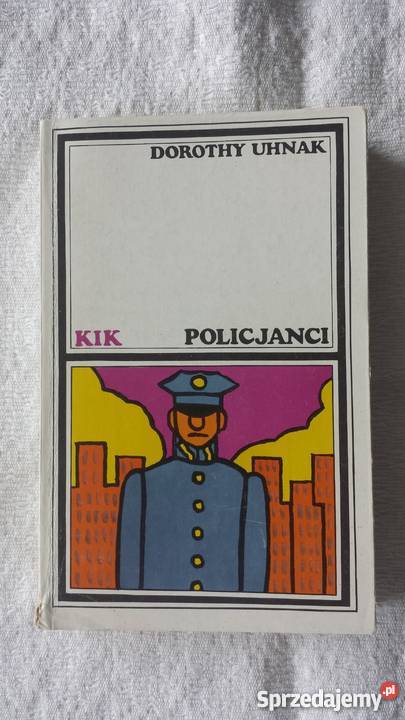 DOROTHY UHNAK
KIK POLICJANCI
Sprzedajemy.pl